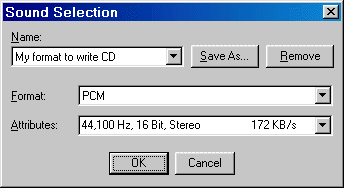 Sound Selection
Name:
My format to write CD
Save As...
Remove
Format:
PCM
Attributes:
44,100 Hz, 16 Bit, Stereo 172 KB/s
OK
Cancel